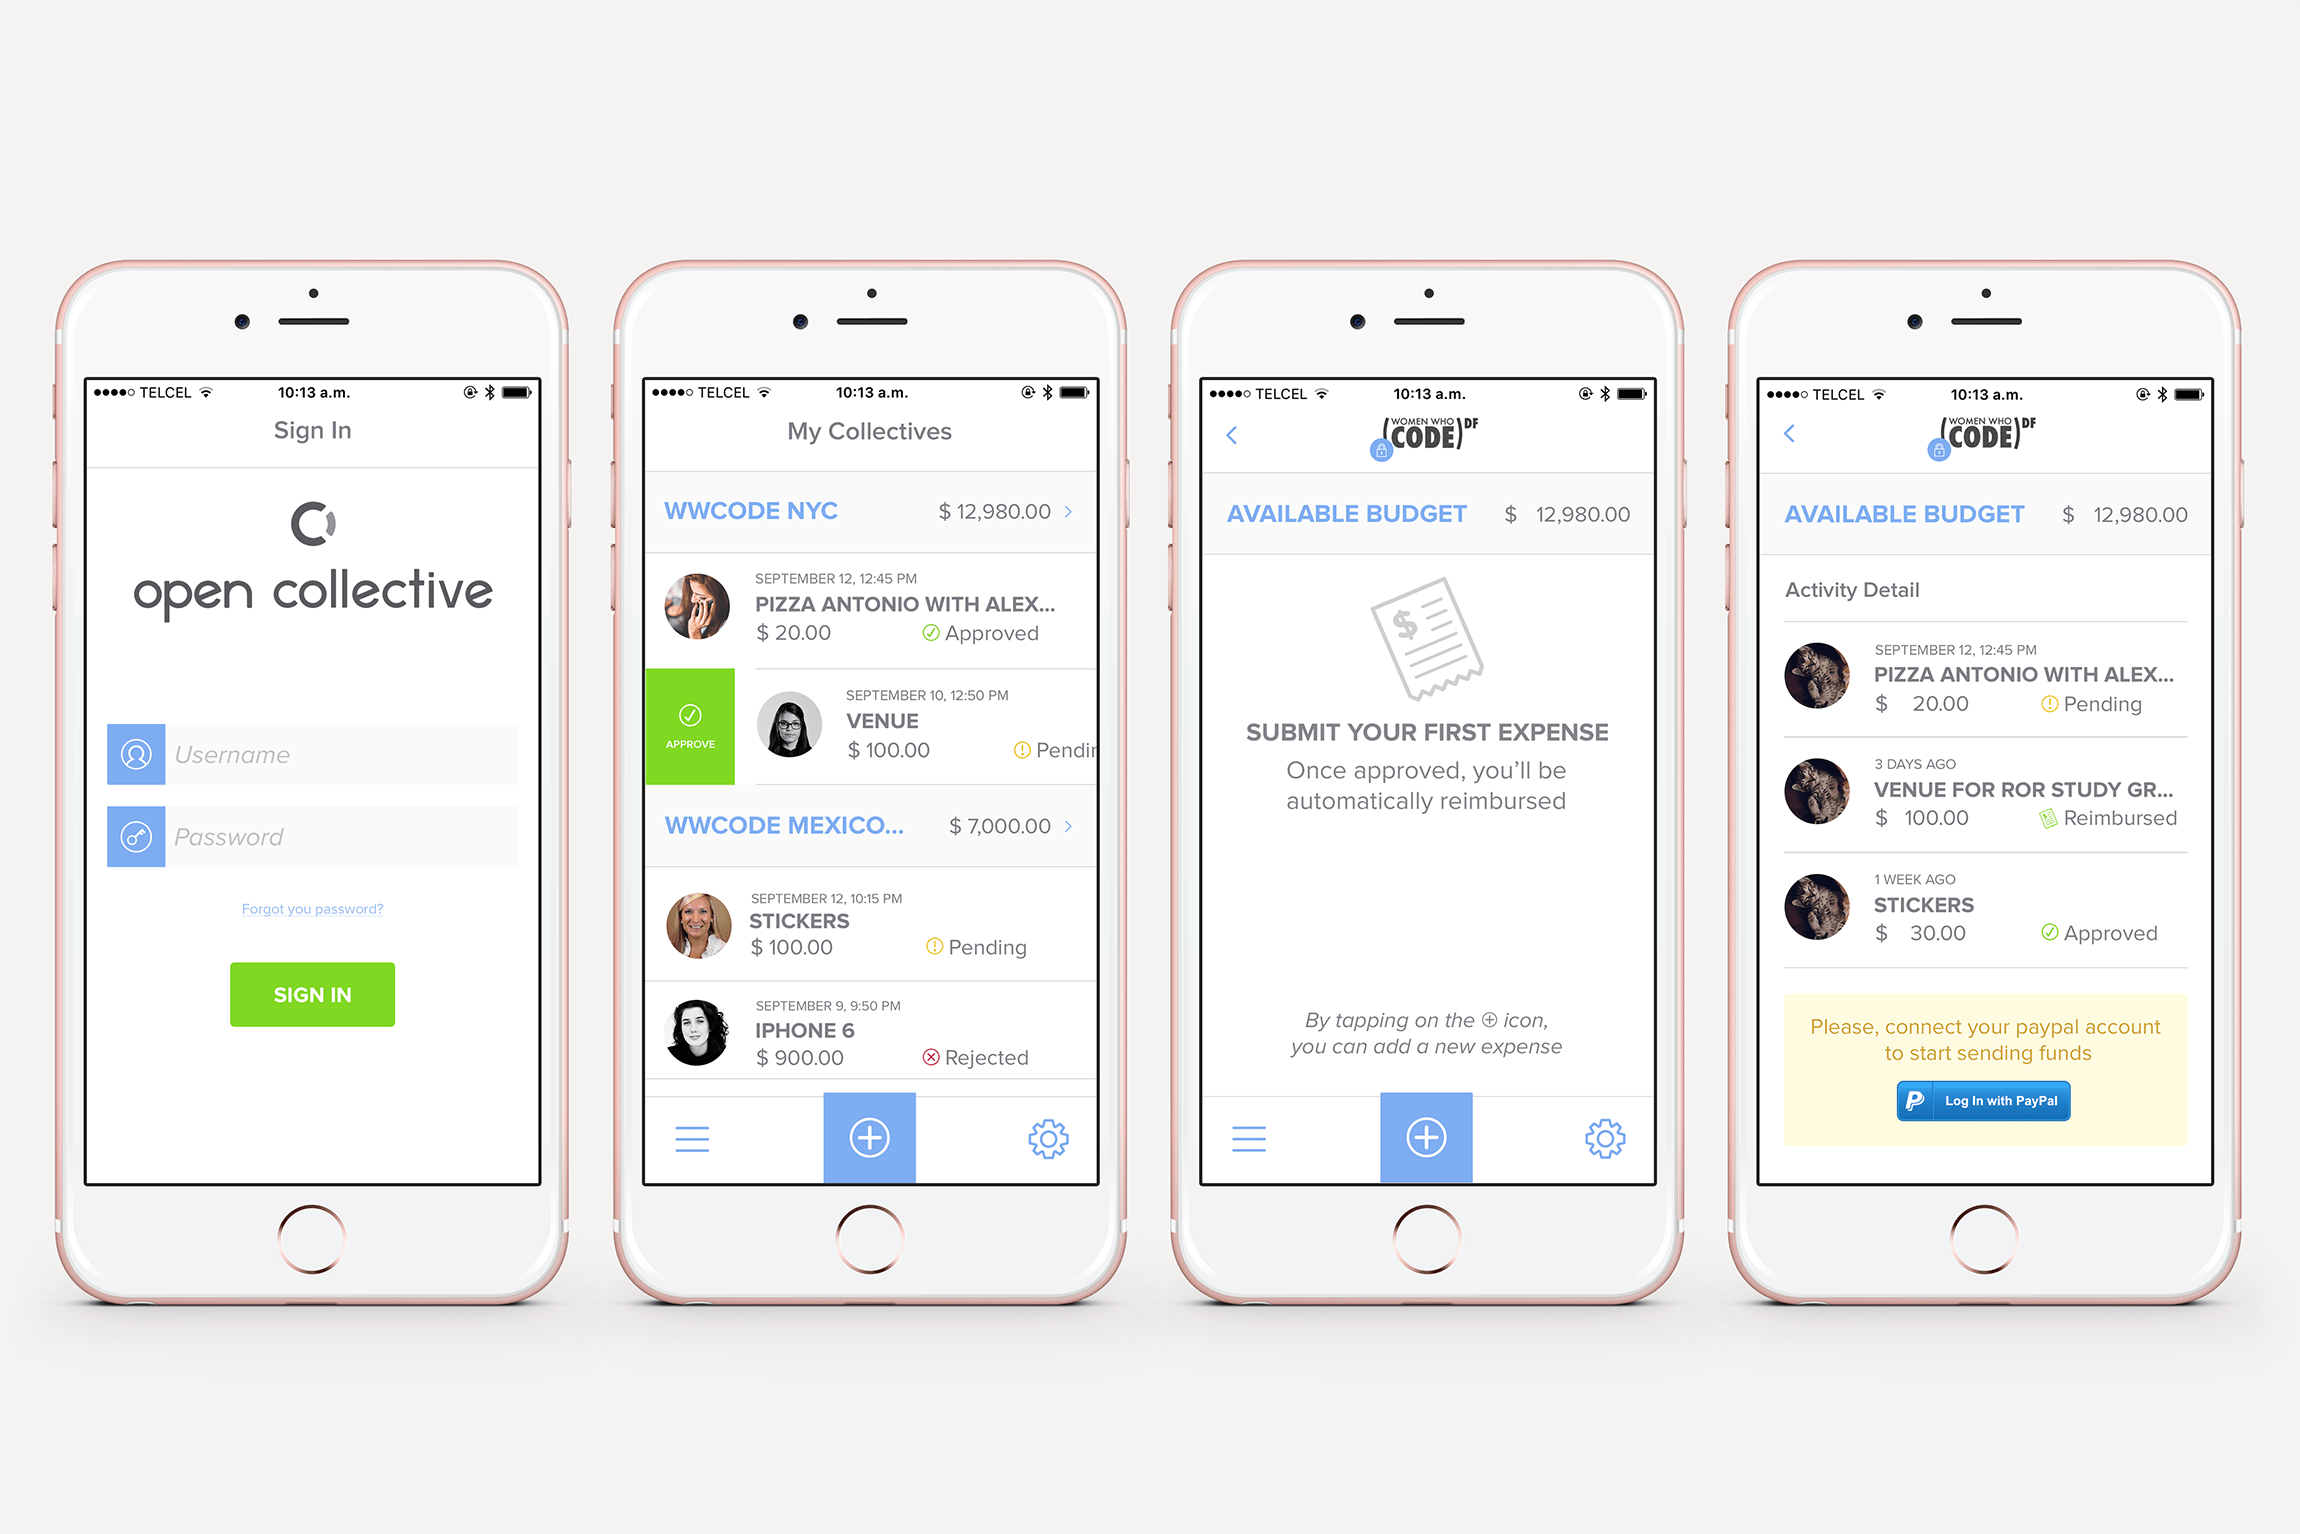 TELCEL 10:13 a.m.
Sign In
open collective
Username
Password
Forgot you password?
SIGN IN
TELCEL 10:13 a.m.
My Collectives
WWCODE NYC $ 12,980.00
SEPTEMBER 12, 12:45 PM
PIZZA ANTONIO WITH ALEX...
$ 20.00 Approved
APPROVE
SEPTEMBER 10, 12:50 PM
VENUE
$ 100.00 Pendin
WWCODE MEXICO... $ 7,000.00
SEPTEMBER 12, 10:15 PM
STICKERS
$ 100.00 Pending
SEPTEMBER 9, 9:50 PM
IPHONE 6
$ 900.00 Rejected
TELCEL 10:13 a.m.
WOMEN WHO
(CODE) DF
AVAILABLE BUDGET $ 12,980.00
$
SUBMIT YOUR FIRST EXPENSE
Once approved, you’ll be
automatically reimbursed
By tapping on the ⊕ icon,
you can add a new expense
TELCEL 10:13 a.m.
WOMEN WHO
(CODE) DF
AVAILABLE BUDGET $ 12,980.00
Activity Detail
SEPTEMBER 12, 12:45 PM
PIZZA ANTONIO WITH ALEX...
$ 20.00 Pending
3 DAYS AGO
VENUE FOR ROR STUDY GR...
$ 100.00 Reimbursed
1 WEEK AGO
STICKERS
$ 30.00 Approved
Please, connect your paypal account
to start sending funds
P Log In with PayPal